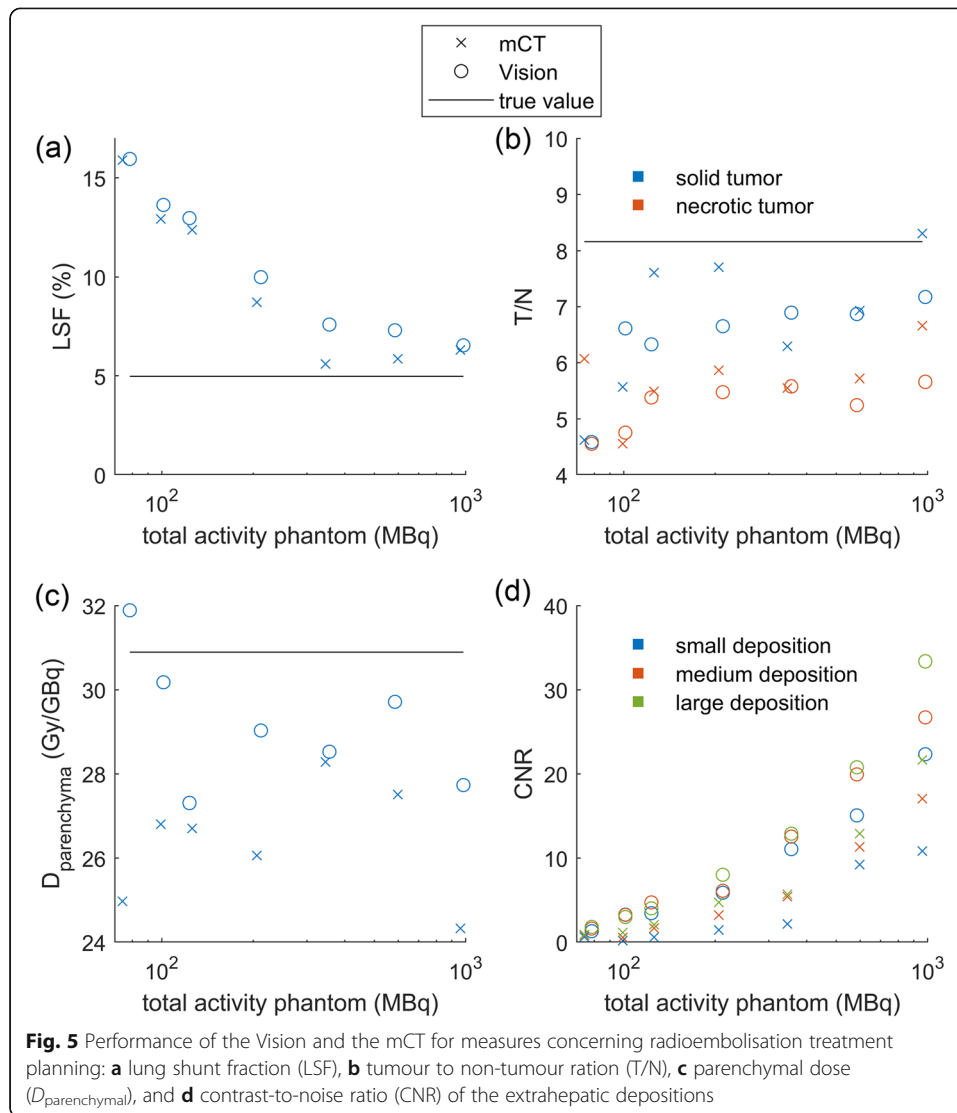 mCT
Vision
true value
(a)
15
10
5
0
LSF (%)
10²
10³
total activity phantom (MBq)
(b)
10
9
8
7
6
5
4
T/N
solid tumor
necrotic tumor
10²
10³
total activity phantom (MBq)
(c)
32
30
28
26
24
D_parenchyma (Gy/GBq)
10²
10³
total activity phantom (MBq)
(d)
40
30
20
10
0
CNR
small deposition
medium deposition
large deposition
10²
10³
total activity phantom (MBq)
Fig. 5 Performance of the Vision and the mCT for measures concerning radioembolisation treatment
planning: a lung shunt fraction (LSF), b tumour to non-tumour ration (T/N), c parenchymal dose
(D_parenchymal), and d contrast-to-noise ratio (CNR) of the extrahepatic depositions